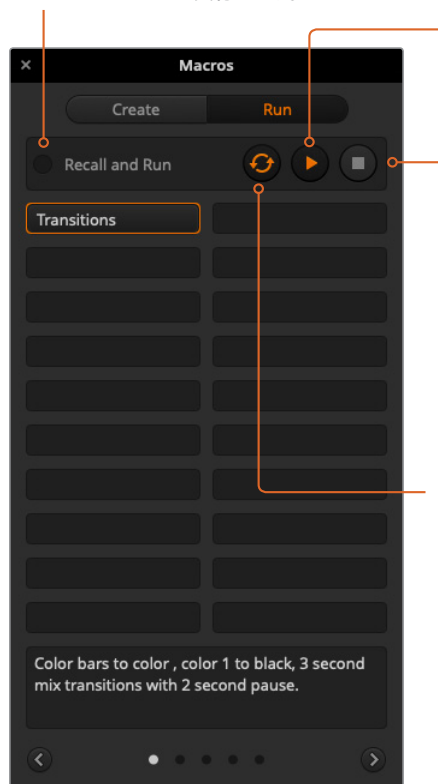 Macros
Create
Run
Recall and Run
Transitions
Color bars to color , color 1 to black, 3 second
mix transitions with 2 second pause.